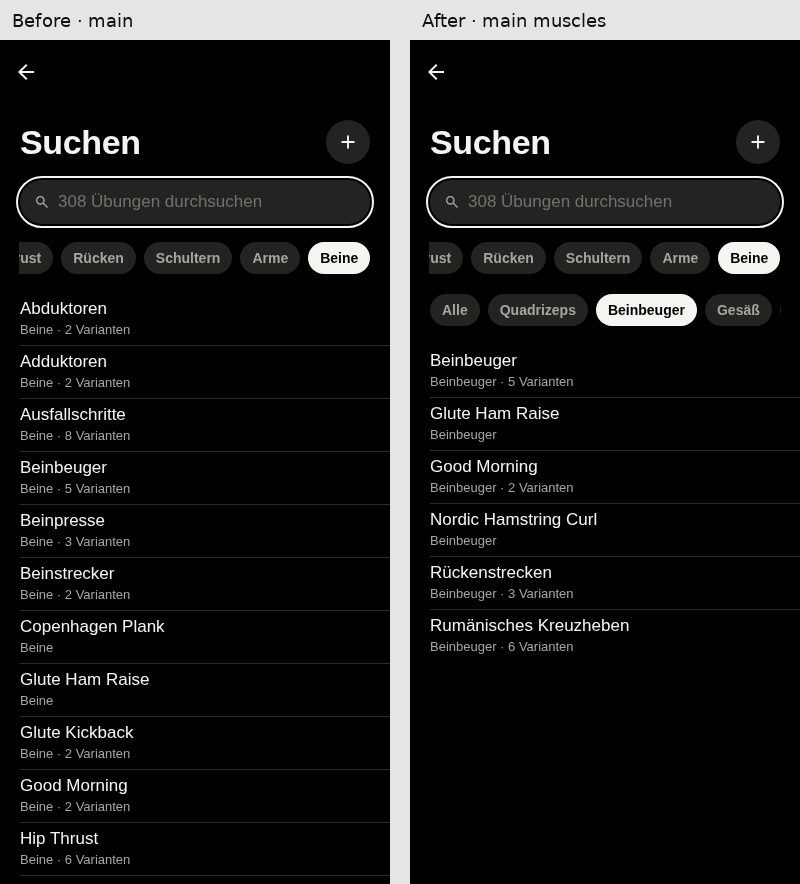 Before · main
Suchen
308 Übungen durchsuchen
Rücken Schultern Arme Beine
Abduktoren
Beine · 2 Varianten
Adduktoren
Beine · 2 Varianten
Ausfallschritte
Beine · 8 Varianten
Beinbeuger
Beine · 5 Varianten
Beinpresse
Beine · 3 Varianten
Beinstrecker
Beine · 2 Varianten
Copenhagen Plank
Beine
Glute Ham Raise
Beine
Glute Kickback
Beine · 2 Varianten
Good Morning
Beine · 2 Varianten
Hip Thrust
Beine · 6 Varianten
After · main muscles
Suchen
308 Übungen durchsuchen
Rücken Schultern Arme Beine
Alle Quadrizeps Beinbeuger Gesäß
Beinbeuger
Beinbeuger · 5 Varianten
Glute Ham Raise
Beinbeuger
Good Morning
Beinbeuger · 2 Varianten
Nordic Hamstring Curl
Beinbeuger
Rückenstrecken
Beinbeuger · 3 Varianten
Rumänisches Kreuzheben
Beinbeuger · 6 Varianten